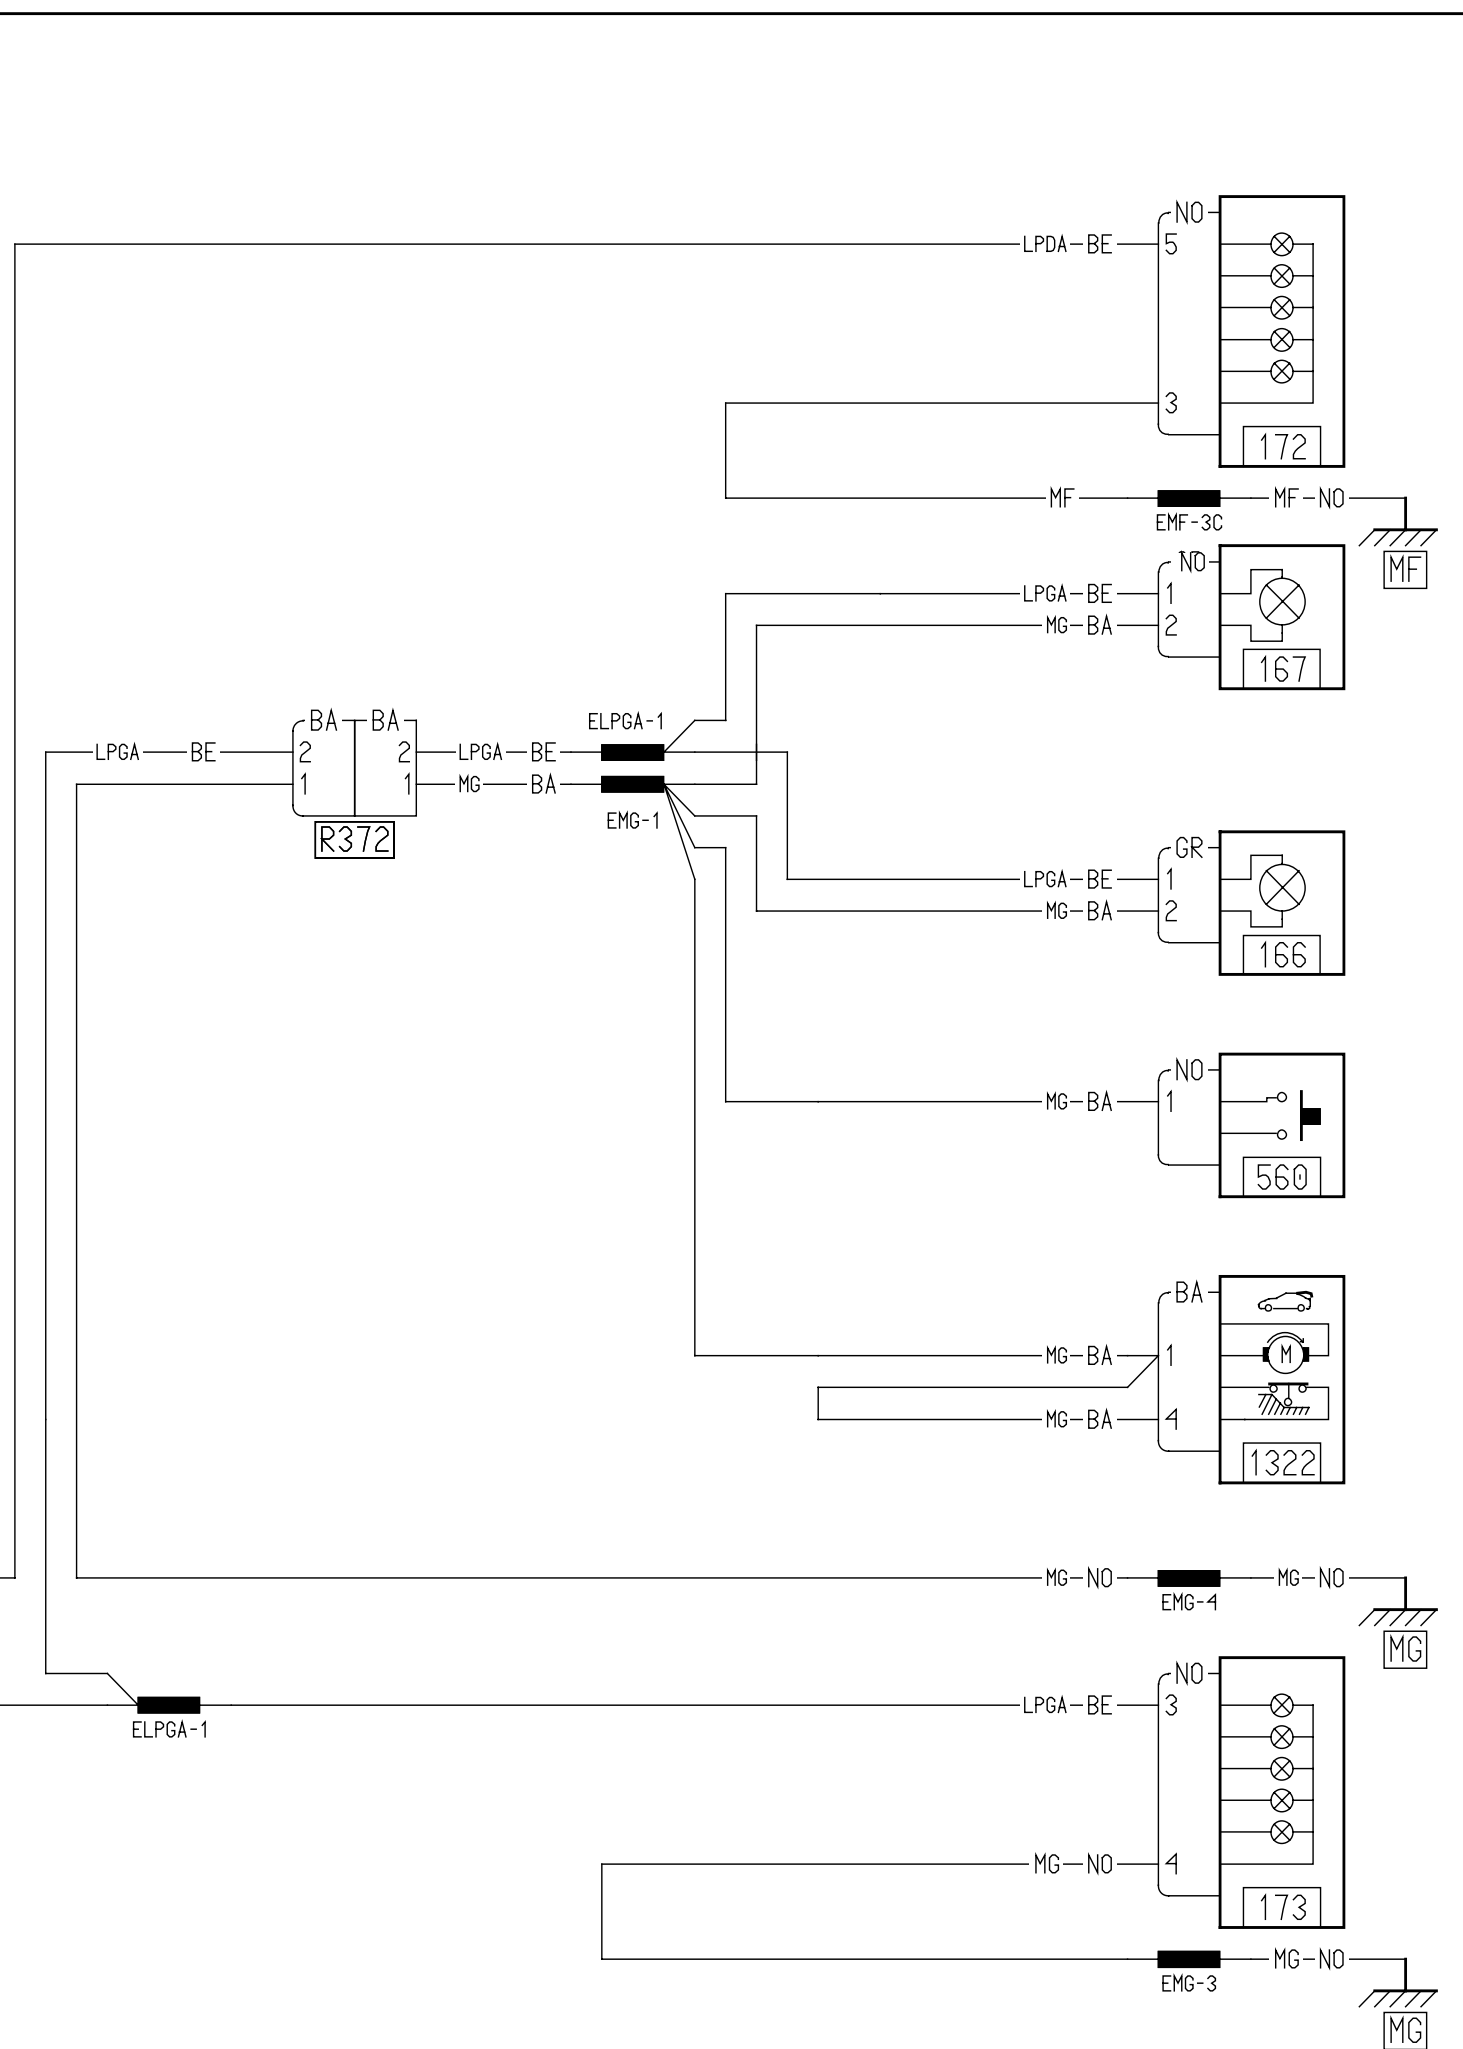 NO
LPDA BE 5
3
172
MF MF NO
EMF-3C
MF
NO
LPGA BE 1
MG BA 2
167
ELPGA-1
BA BA
LPGA BE 2 2 LPGA BE
1 1 MG BA
EMG-1
R372
GR
LPGA BE 1
MG BA 2
166
NO
MG BA 1
560
BA
MG BA 1 M
MG BA 4
1322
MG NO MG NO
EMG-4
MG
NO
LPGA BE 3
ELPGA-1
MG NO 4
173
MG NO
EMG-3
MG